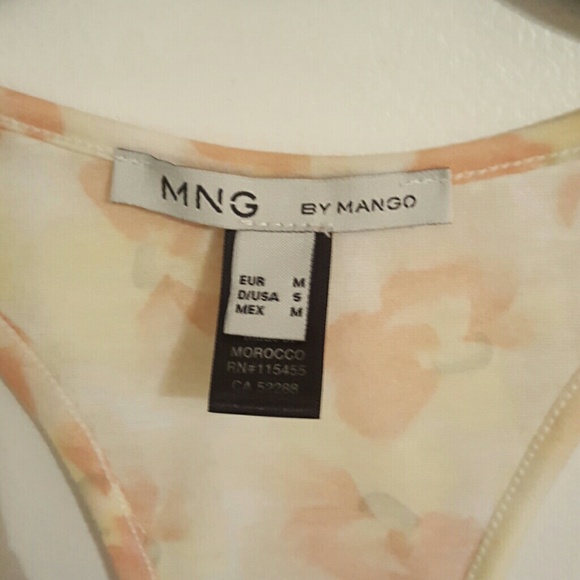 MNG BY MANGO
EUR M
D/USA S
MEX M
MOROCCO
RN#115455
CA 52288